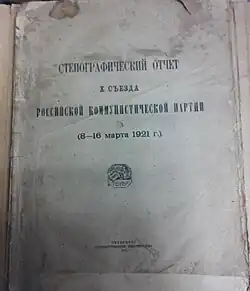 СТЕНОГРАФИЧЕСКИЙ ОТЧЕТ
X СЪЕЗДА
РОССИЙСКОЙ КОММУНИСТИЧЕСКОЙ ПАРТИИ
(8—16 марта 1921 г.).